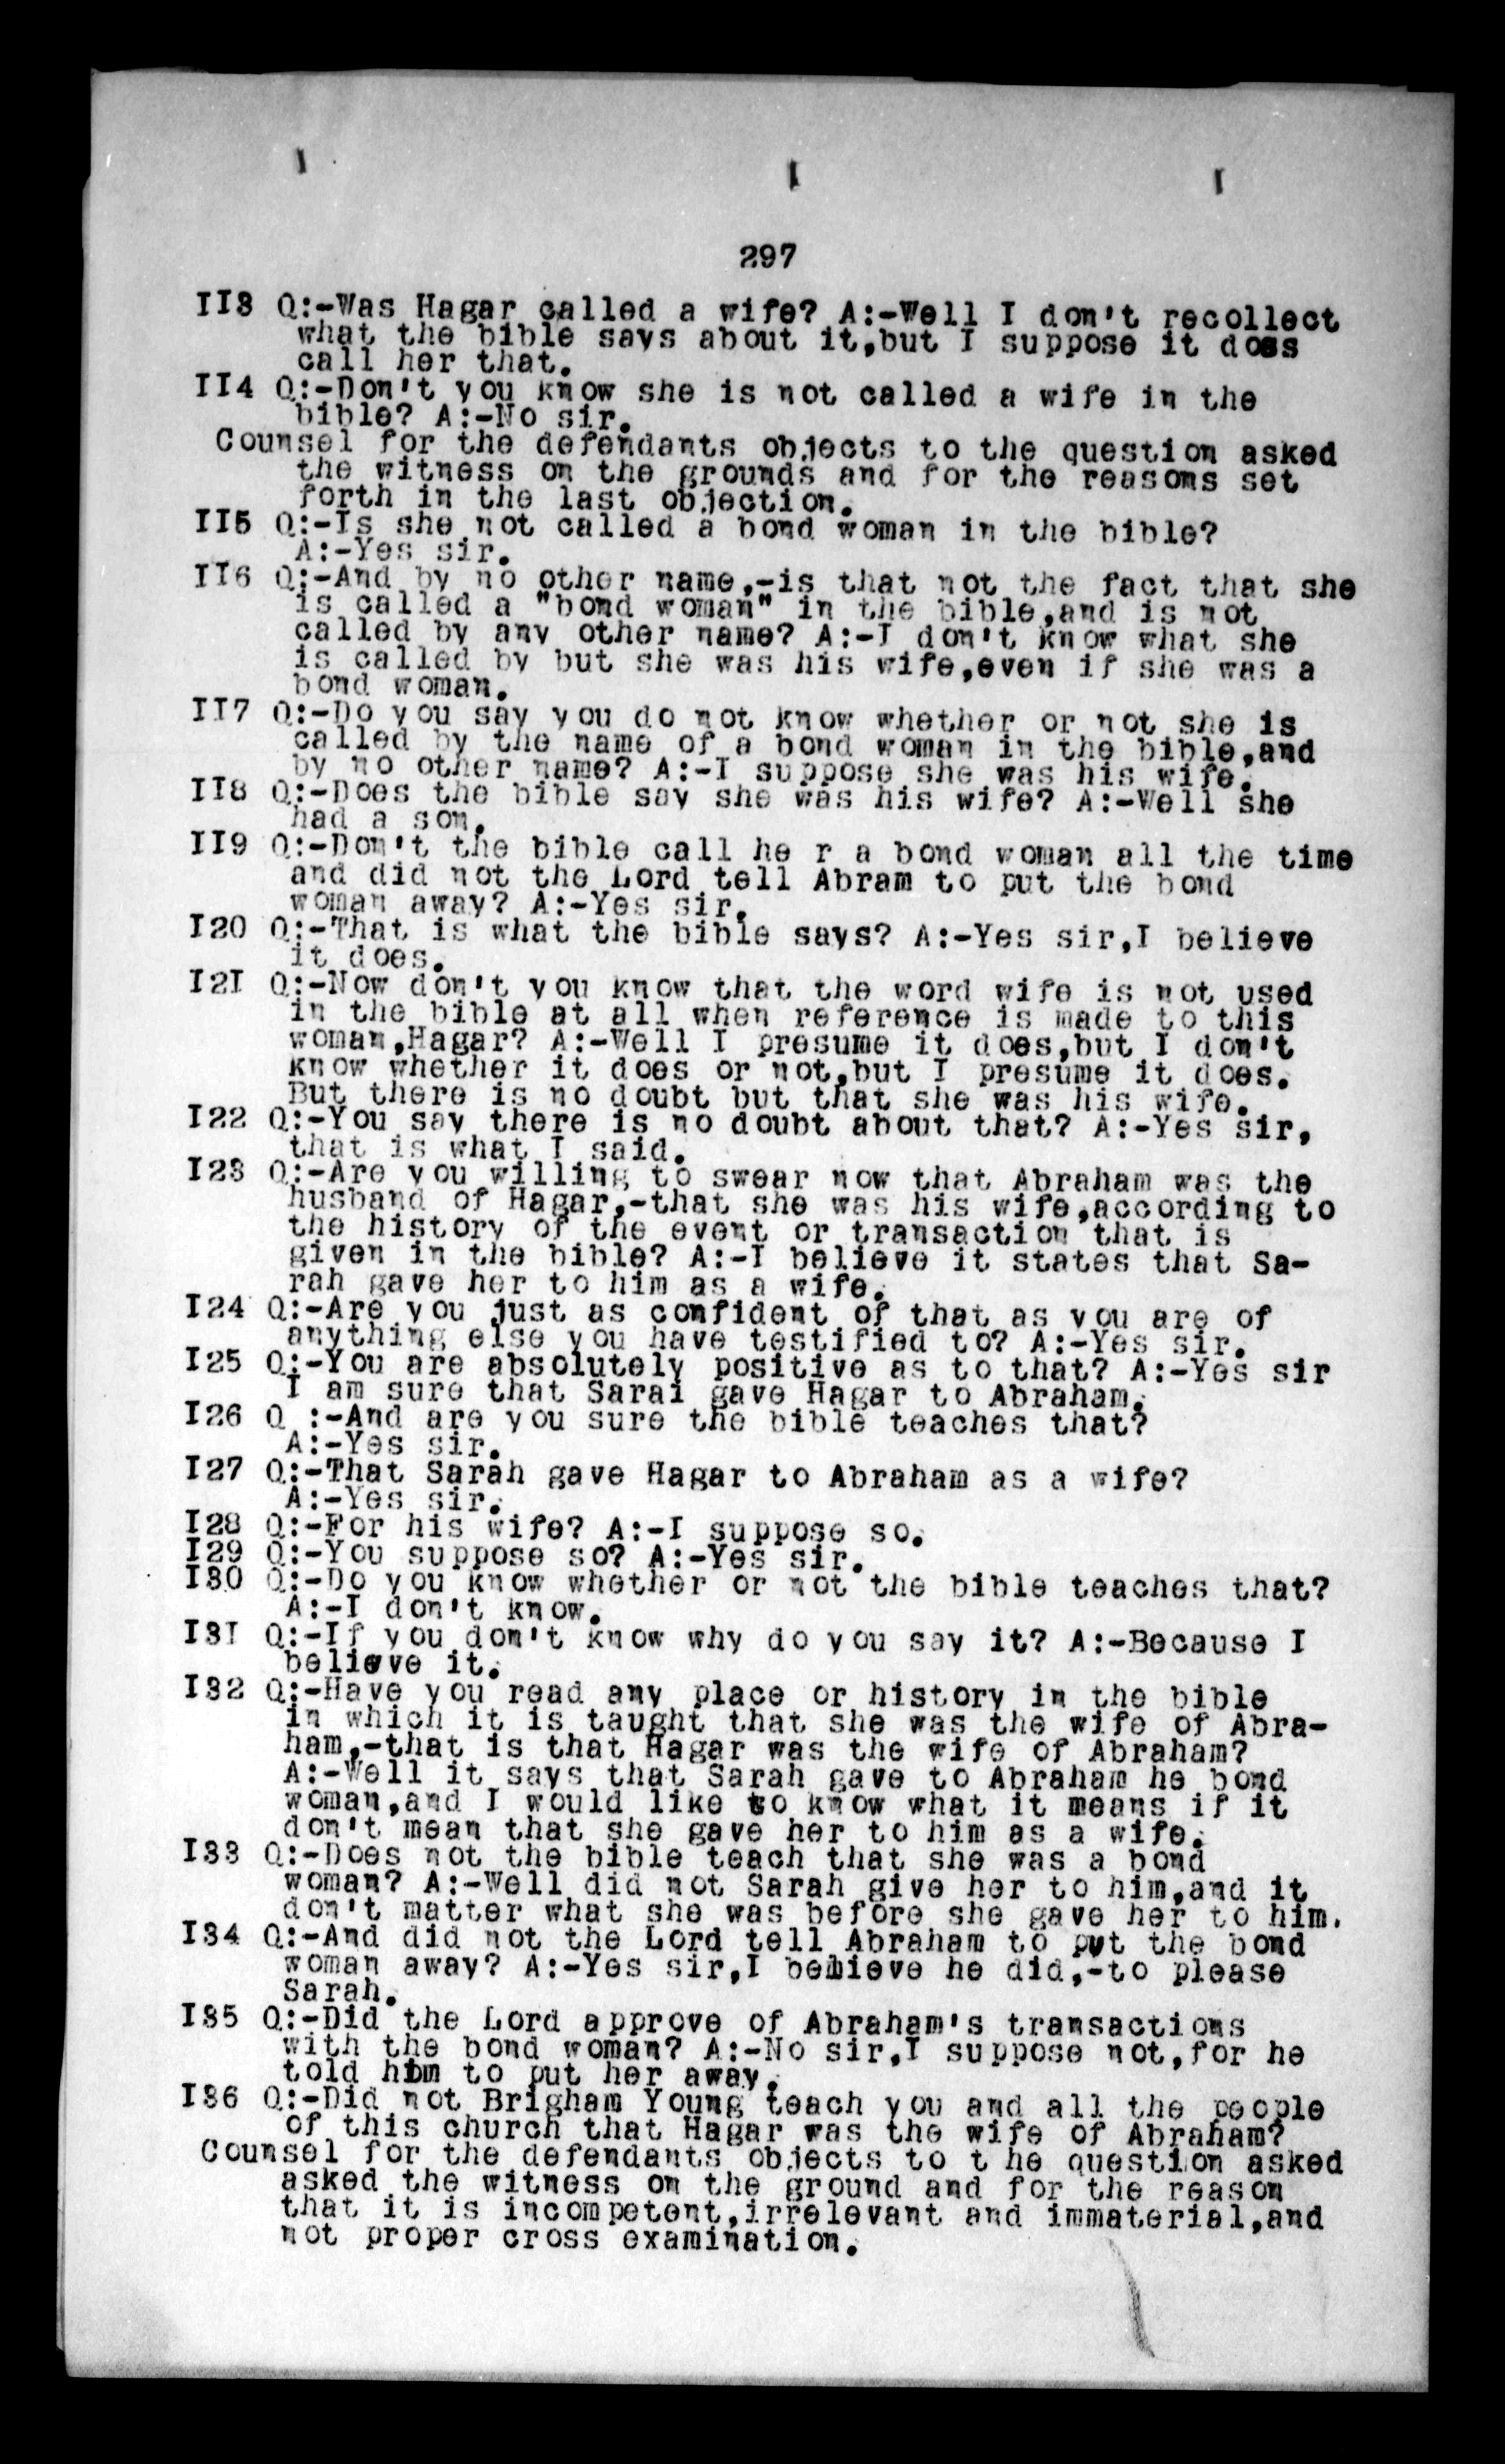 297
II3 Q:-Was Hagar called a wife? A:-Well I don't recollect
what the bible says about it,but I suppose it does
call her that.
II4 Q:-Don't you know she is not called a wife in the
bible? A:-No sir.
Counsel for the defendants objects to the question asked
the witness on the grounds and for the reasons set
forth in the last objection.
II5 Q:-Is she not called a bond woman in the bible?
A:-Yes sir.
II6 Q:-And by no other name,-is that not the fact that she
is called a "bond woman" in the bible,and is not
called by any other name? A:-I don't know what she
is called by but she was his wife,even if she was a
bond woman.
II7 Q:-Do you say you do not know whether or not she is
called by the name of a bond woman in the bible,and
by no other name? A:-I suppose she was his wife.
II8 Q:-Does the bible say she was his wife? A:-Well she
had a son.
II9 Q:-Don't the bible call he r a bond woman all the time
and did not the Lord tell Abram to put the bond
woman away? A:-Yes sir.
I20 Q:-That is what the bible says? A:-Yes sir,I believe
it does.
I2I Q:-Now don't you know that the word wife is not used
in the bible at all when reference is made to this
woman,Hagar? A:-Well I presume it does,but I don't
know whether it does or not,but I presume it does.
But there is no doubt but that she was his wife.
I22 Q:-You say there is no doubt about that? A:-Yes sir,
that is what I said.
I23 Q:-Are you willing to swear now that Abraham was the
husband of Hagar,-that she was his wife,according to
the history of the event or transaction that is
given in the bible? A:-I believe it states that Sa-
rah gave her to him as a wife.
I24 Q:-Are you just as confident of that as you are of
anything else you have testified to? A:-Yes sir.
I25 Q:-You are absolutely positive as to that? A:-Yes sir
I am sure that Sarai gave Hagar to Abraham.
I26 Q :-And are you sure the bible teaches that?
A:-Yes sir.
I27 Q:-That Sarah gave Hagar to Abraham as a wife?
A:-Yes sir.
I28 Q:-For his wife? A:-I suppose so.
I29 Q:-You suppose so? A:-Yes sir.
I30 Q:-Do you know whether or not the bible teaches that?
A:-I don't know.
I3I Q:-If you don't know why do you say it? A:-Because I
believe it.
I32 Q:-Have you read any place or history in the bible
in which it is taught that she was the wife of Abra-
ham,-that is that Hagar was the wife of Abraham?
A:-Well it says that Sarah gave to Abraham he bond
woman,and I would like to know what it means if it
don't mean that she gave her to him as a wife.
I33 Q:-Does not the bible teach that she was a bond
woman? A:-Well did not Sarah give her to him,and it
don't matter what she was before she gave her to him.
I34 Q:-And did not the Lord tell Abraham to put the bond
woman away? A:-Yes sir,I believe he did,-to please
Sarah.
I35 Q:-Did the Lord approve of Abraham's transactions
with the bond woman? A:-No sir,I suppose not,for he
told him to put her away.
I36 Q:-Did not Brigham Young teach you and all the people
of this church that Hagar was the wife of Abraham?
Counsel for the defendants objects to t he question asked
asked the witness on the ground and for the reason
that it is incompetent,irrelevant and immaterial,and
not proper cross examination.